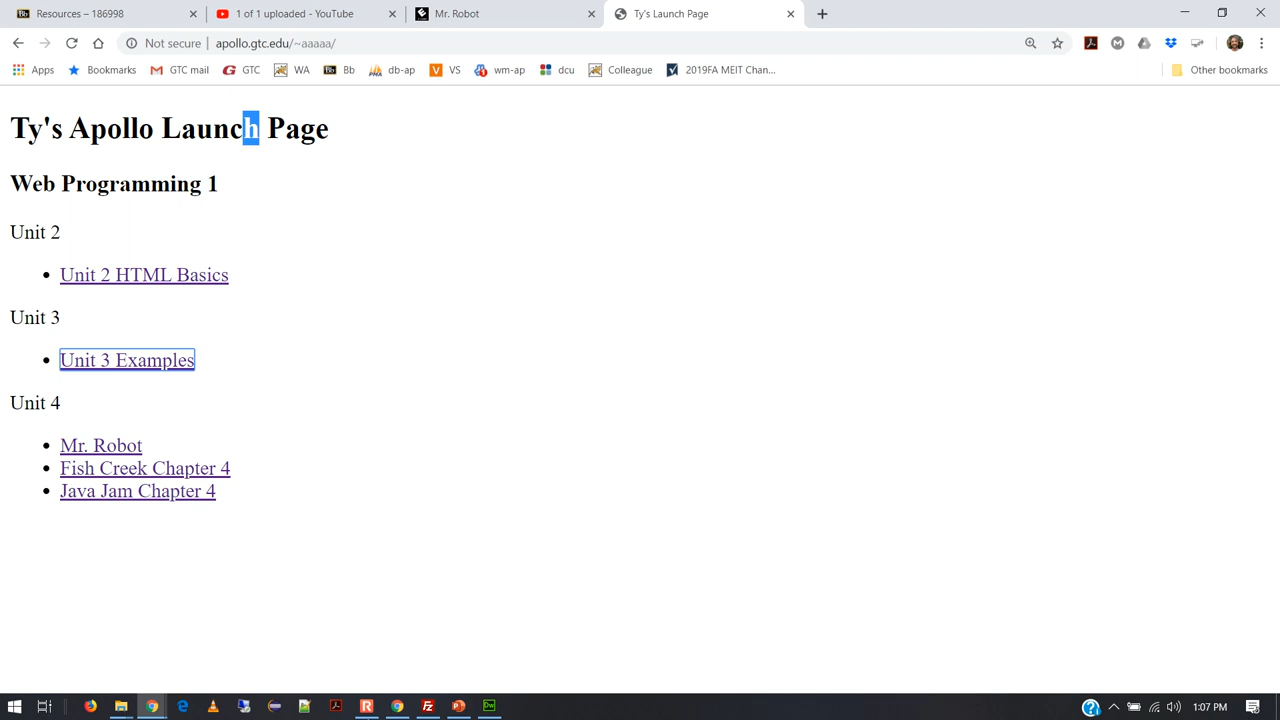 Resources – 186998
1 of 1 uploaded - YouTube
Mr. Robot
Ty's Launch Page
Not secure | apollo.gtc.edu/~aaaaa/
Apps Bookmarks GTC mail GTC WA Bb db-ap VS wm-ap dcu Colleague 2019FA MEIT Chan... Other bookmarks
Ty's Apollo Launch Page
Web Programming 1
Unit 2
• Unit 2 HTML Basics
Unit 3
• Unit 3 Examples
Unit 4
• Mr. Robot
• Fish Creek Chapter 4
• Java Jam Chapter 4
1:07 PM